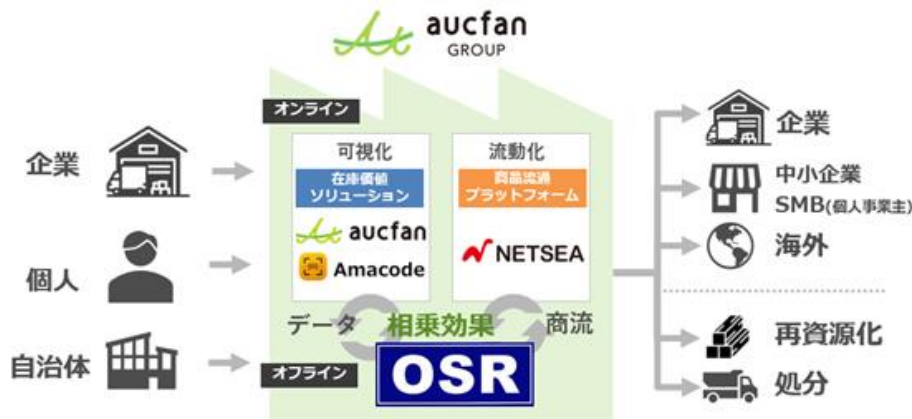 aucfan
GROUP
オンライン
企業
個人
自治体
可視化
在庫価値
ソリューション
aucfan
Amacode
流動化
商品流通
プラットフォーム
NETSEA
データ
相乗効果
商流
オフライン
OSR
企業
中小企業
SMB(個人事業主)
海外
再資源化
処分